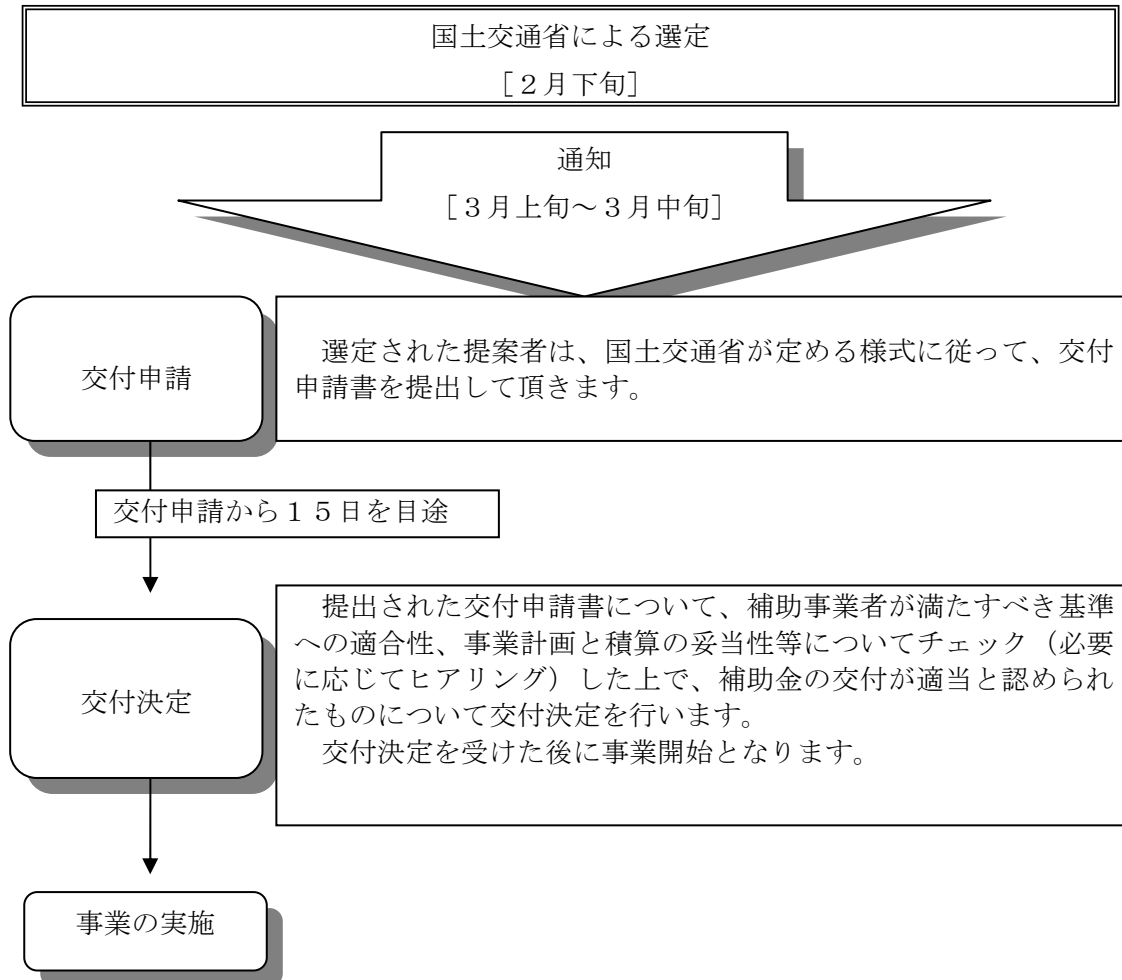 国土交通省による選定
［２月下旬］
通知
［３月上旬～３月中旬］
交付申請
　選定された提案者は、国土交通省が定める様式に従って、交付
申請書を提出して頂きます。
交付申請から１５日を目途
交付決定
　提出された交付申請書について、補助事業者が満たすべき基準
への適合性、事業計画と積算の妥当性等についてチェック（必要
に応じてヒアリング）した上で、補助金の交付が適当と認められ
たものについて交付決定を行います。
　交付決定を受けた後に事業開始となります。
事業の実施